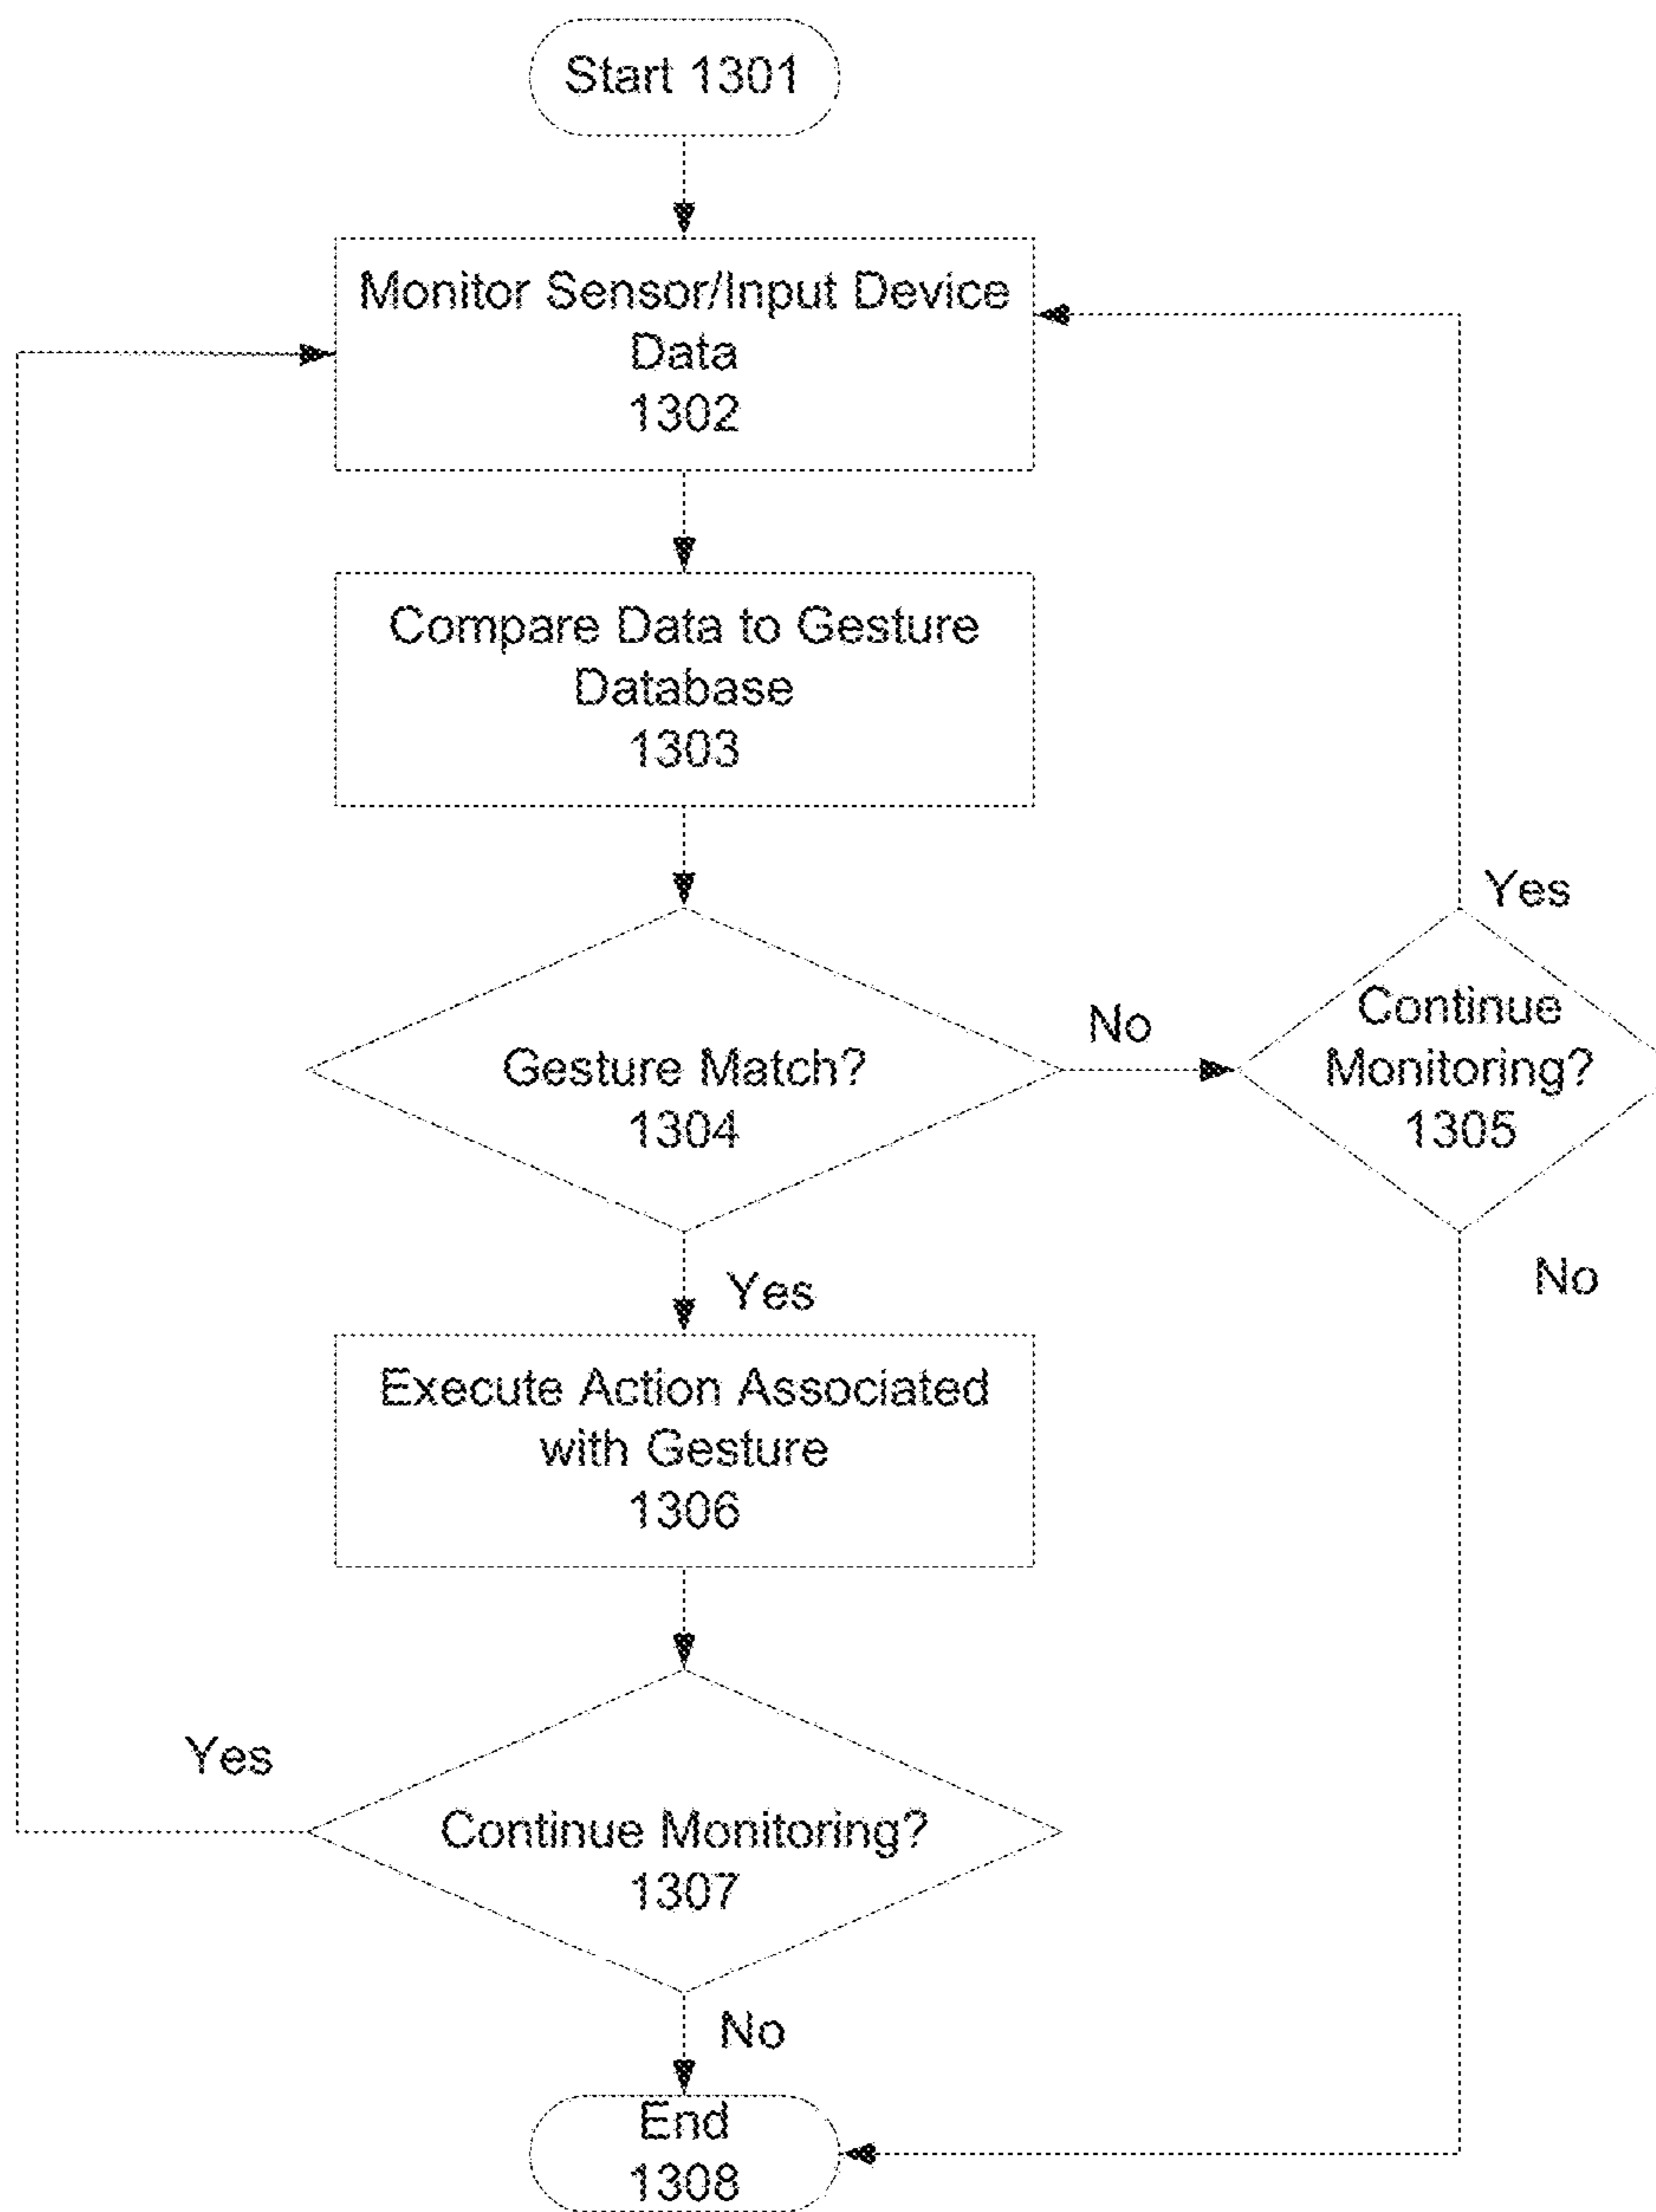 Start 1301
Monitor Sensor/Input Device
Data
1302
Compare Data to Gesture
Database
1303
Gesture Match?
1304
No
Yes
Continue
Monitoring?
1305
No
Yes
Execute Action Associated
with Gesture
1306
Yes
Continue Monitoring?
1307
No
End
1308